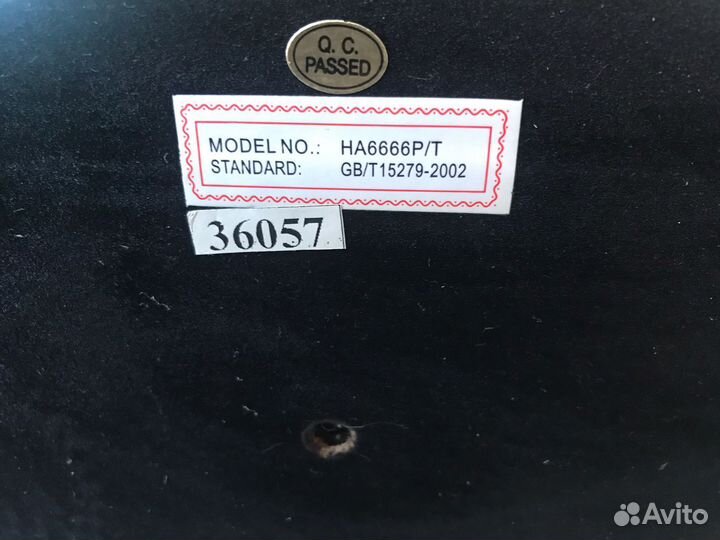 Q. C.
PASSED
MODEL NO.: HA6666P/T
STANDARD: GB/T15279-2002
36057
Avito